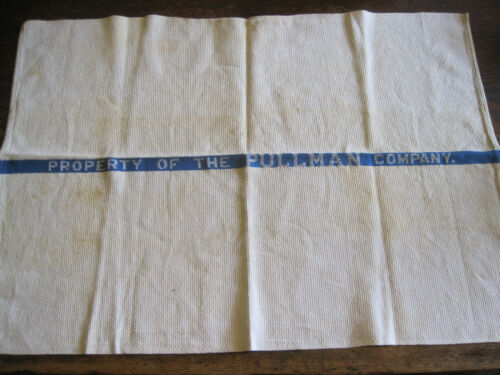 PROPERTY OF THE PULLMAN COMPANY.